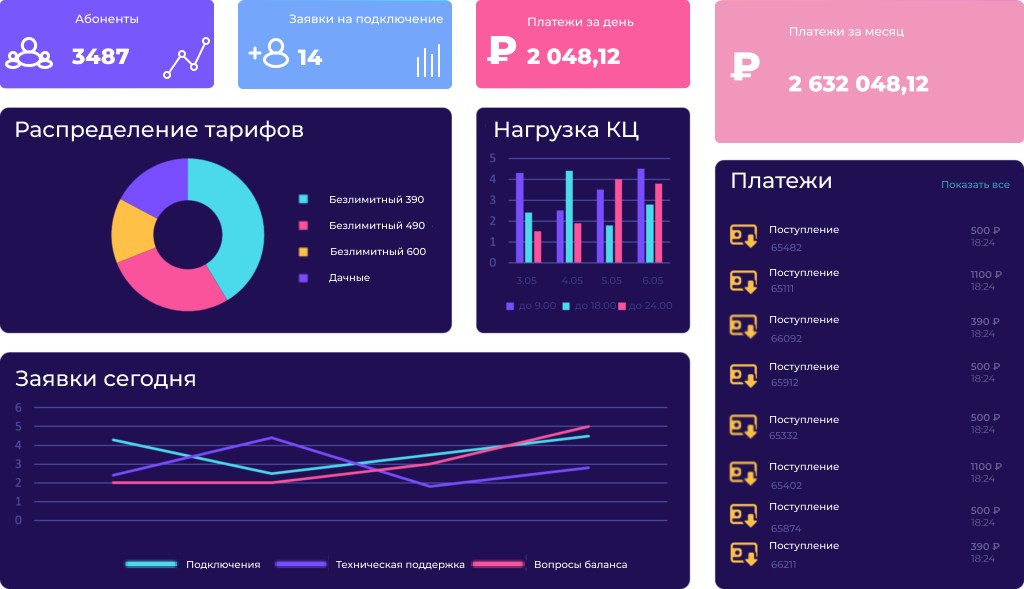 Абоненты
3487
Заявки на подключение
+
14
Платежи за день
₽
2 048,12
Платежи за месяц
₽
2 632 048,12
Распределение тарифов
Безлимитный 390
Безлимитный 490
Безлимитный 600
Дачные
Нагрузка КЦ
5
4
3
2
1
0
3.05 4.05 5.05 6.05
до 9.00 до 18.00 до 24.00
Заявки сегодня
6
5
4
3
2
1
0
Подключения Техническая поддержка Вопросы баланса
Платежи Показать все
Поступление 500 ₽
65482 18:24
Поступление 1100 ₽
65111 18:24
Поступление 390 ₽
66092 18:24
Поступление 500 ₽
65912 18:24
Поступление 500 ₽
65332 18:24
Поступление 1100 ₽
65402 18:24
Поступление 500 ₽
65874 18:24
Поступление 390 ₽
66211 18:24